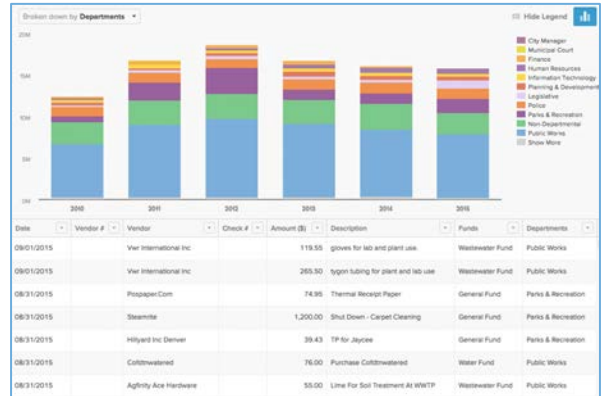 Broken down by Departments
Hide Legend
20M
15M
10M
5M
0M
2010 2011 2012 2013 2014 2015
City Manager
Municipal Court
Finance
Human Resources
Information Technology
Planning & Development
Legislative
Police
Parks & Recreation
Non-Departmental
Public Works
Show More
Date Vendor # Vendor Check # Amount ($) Description Funds Departments
09/01/2015 Vwr International Inc 119.55 gloves for lab and plant use. Wastewater Fund Public Works
09/01/2015 Vwr International Inc 265.50 tygon tubing for plant and lab use Wastewater Fund Public Works
08/31/2015 Pospaper.Com 74.95 Thermal Receipt Paper General Fund Parks & Recreation
08/31/2015 Steamrite 1,200.00 Shut Down - Carpet Cleaning General Fund Parks & Recreation
08/31/2015 Hillyard Inc Denver 39.43 TP for Jaycee General Fund Parks & Recreation
08/31/2015 76.00 Purchase Water Fund Public Works
08/31/2015 Agfinity Ace Hardware 55.00 Lime For Soil Treatment At WWTP Wastewater Fund Public Works